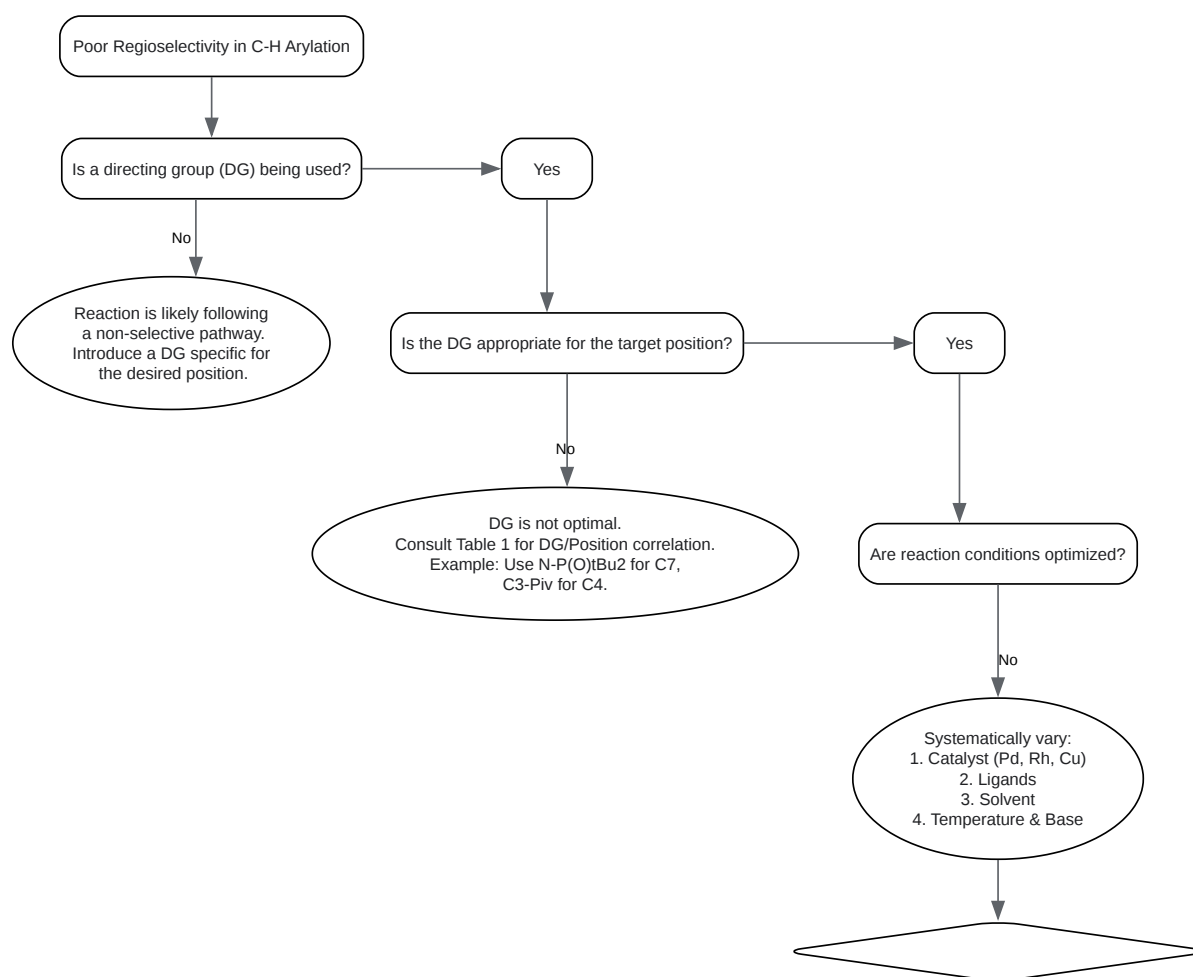 Poor Regioselectivity in C-H Arylation
Is a directing group (DG) being used?
Yes
No
Reaction is likely following
a non-selective pathway.
Introduce a DG specific for
the desired position.
Is the DG appropriate for the target position?
Yes
No
DG is not optimal.
Consult Table 1 for DG/Position correlation.
Example: Use N-P(O)tBu2 for C7,
C3-Piv for C4.
Are reaction conditions optimized?
No
Systematically vary:
1. Catalyst (Pd, Rh, Cu)
2. Ligands
3. Solvent
4. Temperature & Base